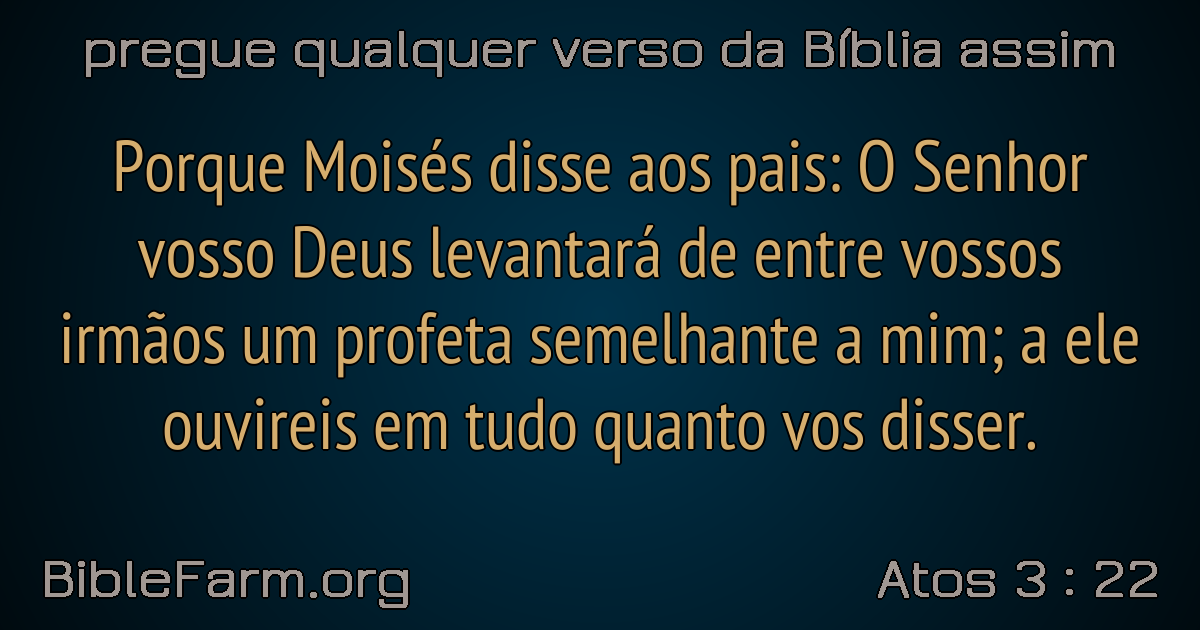 pregue qualquer verso da Bíblia assim
Porque Moisés disse aos pais: O Senhor
vosso Deus levantará de entre vossos
irmãos um profeta semelhante a mim; a ele
ouvireis em tudo quanto vos disser.
BibleFarm.org
Atos 3 : 22